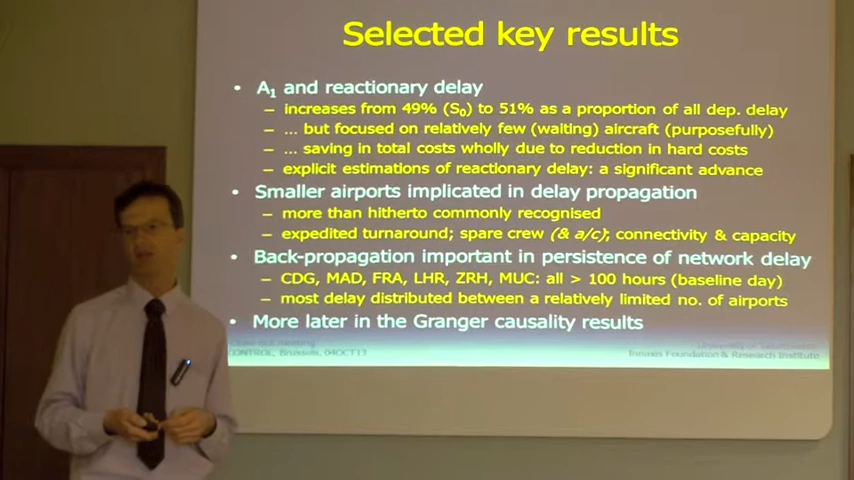 Selected key results
• A₁ and reactionary delay
– increases from 49% (S₀) to 51% as a proportion of all dep. delay
– ... but focused on relatively few (waiting) aircraft (purposefully)
– ... saving in total costs wholly due to reduction in hard costs
– explicit estimations of reactionary delay: a significant advance
• Smaller airports implicated in delay propagation
– more than hitherto commonly recognised
– expedited turnaround; spare crew (& a/c); connectivity & capacity
• Back-propagation important in persistence of network delay
– CDG, MAD, FRA, LHR, ZRH, MUC: all > 100 hours (baseline day)
– most delay distributed between a relatively limited no. of airports
• More later in the Granger causality results
Close out meeting
CONTROL, Brussels, 04OCT13
University of Westminster
Innaxis Foundation & Research Institute